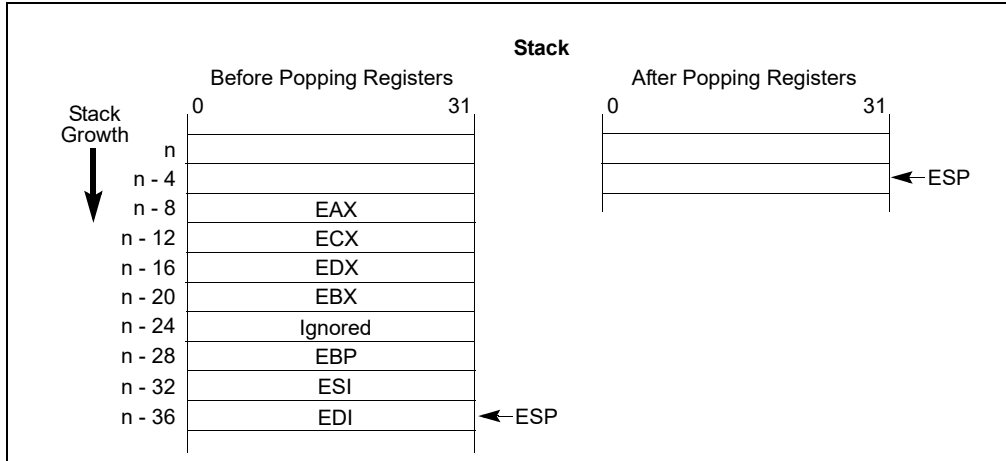 Stack
Before Popping Registers After Popping Registers
0 31 0 31
Stack
Growth
n
n - 4 ESP
n - 8 EAX
n - 12 ECX
n - 16 EDX
n - 20 EBX
n - 24 Ignored
n - 28 EBP
n - 32 ESI
n - 36 EDI ESP